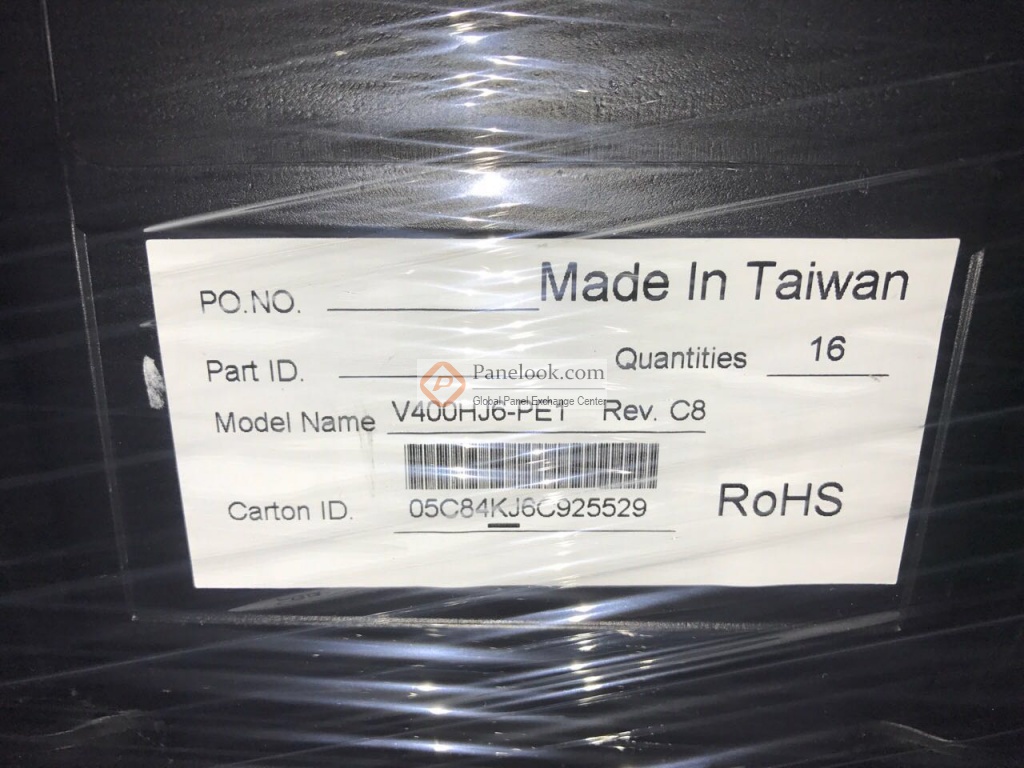 Made In Taiwan
PO.NO.
Part ID.
Quantities 16
Panelook.com
Global Panel Exchange Center
Model Name V400HJ6-PE1 Rev. C8
Carton ID. 05C84KJ6C925529
RoHS